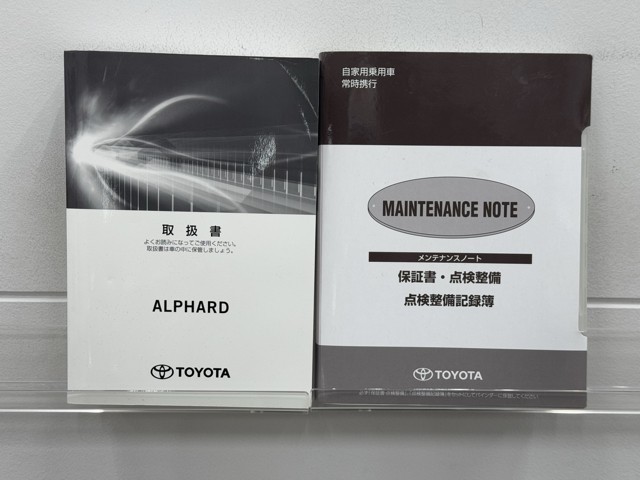 取扱書
よくお読みになってご使用ください。
取扱書は車の中に保管しましょう。
ALPHARD
TOYOTA
自家用乗用車
常時携行
MAINTENANCE NOTE
メンテナンスノート
保証書・点検整備
点検整備記録簿
TOYOTA